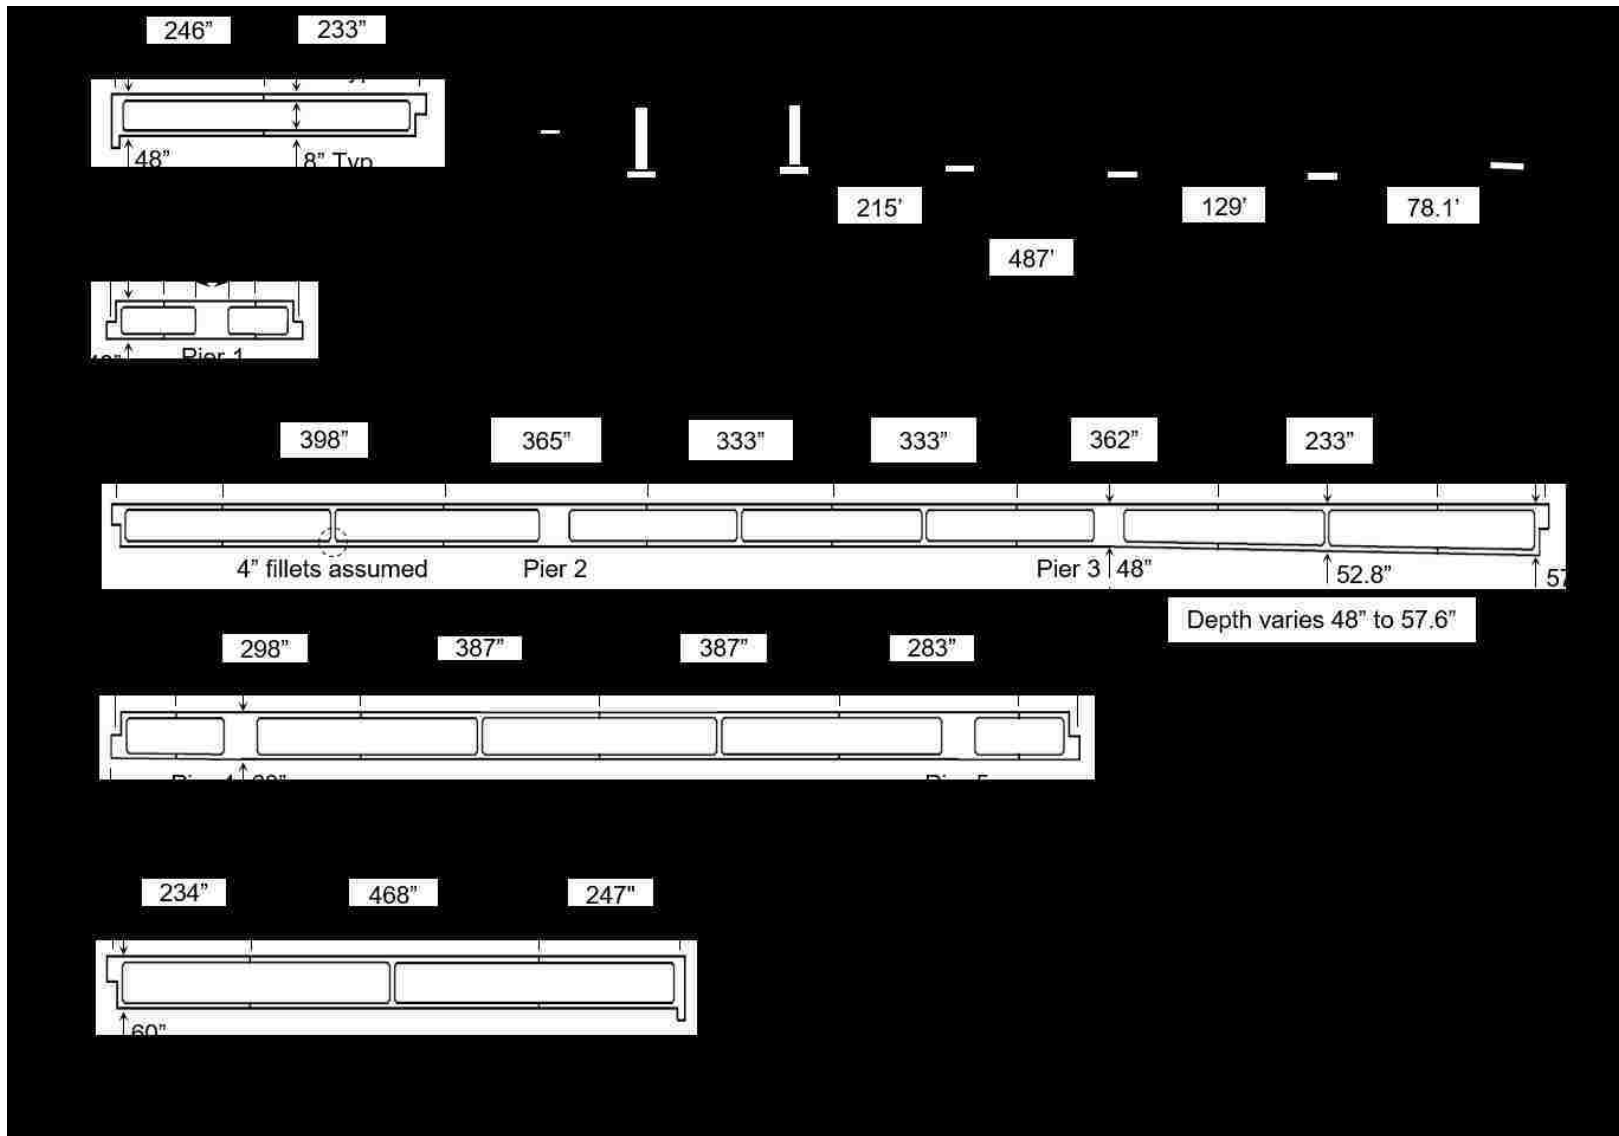 246” 233”
48” 8” Typ
215’ 129’ 78.1’
487’
Pier 1
398” 365” 333” 333” 362” 233”
4” fillets assumed Pier 2 Pier 3 48” 52.8”
Depth varies 48” to 57.6”
298” 387” 387” 283”
234” 468” 247"
60”